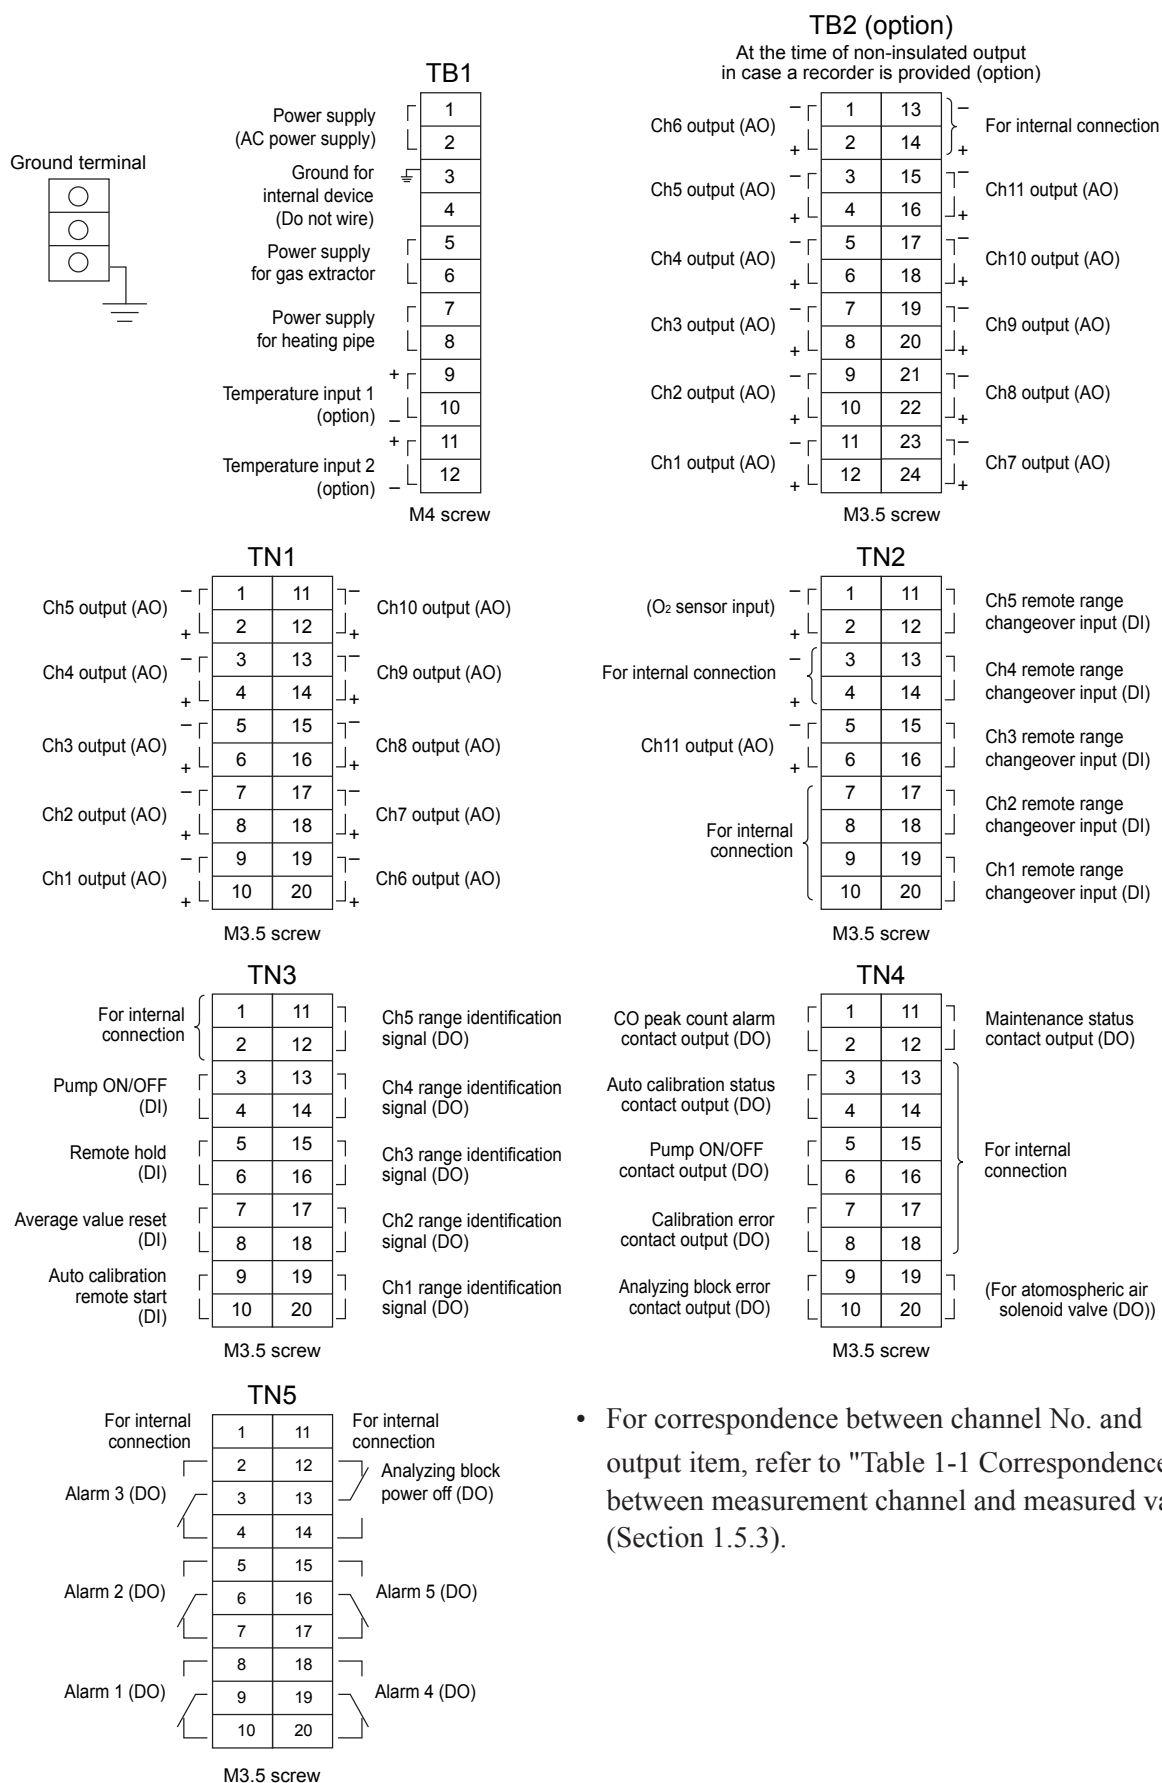 TB2 (option)
At the time of non-insulated output
in case a recorder is provided (option)
TB1
Ground terminal
Power supply
(AC power supply)
Ground for
internal device
(Do not wire)
Power supply
for gas extractor
Power supply
for heating pipe
+
Temperature input 1
(option)
–
+
Temperature input 2
(option)
–
1
2
3
4
5
6
7
8
9
10
11
12
M4 screw
Ch6 output (AO) – + 1 13 – For internal connection
2 14 +
Ch5 output (AO) – + 3 15 – Ch11 output (AO)
4 16 +
Ch4 output (AO) – + 5 17 – Ch10 output (AO)
6 18 +
Ch3 output (AO) – + 7 19 – Ch9 output (AO)
8 20 +
Ch2 output (AO) – + 9 21 – Ch8 output (AO)
10 22 +
Ch1 output (AO) – + 11 23 – Ch7 output (AO)
12 24 +
M3.5 screw
TN1
Ch5 output (AO) – + 1 11 – Ch10 output (AO)
2 12 +
Ch4 output (AO) – + 3 13 – Ch9 output (AO)
4 14 +
Ch3 output (AO) – + 5 15 – Ch8 output (AO)
6 16 +
Ch2 output (AO) – + 7 17 – Ch7 output (AO)
8 18 +
Ch1 output (AO) – + 9 19 – Ch6 output (AO)
10 20 +
M3.5 screw
TN2
(O2 sensor input) – + 1 11 Ch5 remote range
2 12 changeover input (DI)
For internal connection – + 3 13 Ch4 remote range
4 14 changeover input (DI)
Ch11 output (AO) – + 5 15 Ch3 remote range
6 16 changeover input (DI)
For internal 7 17 Ch2 remote range
connection 8 18 changeover input (DI)
9 19 Ch1 remote range
10 20 changeover input (DI)
M3.5 screw
TN3
For internal 1 11 Ch5 range identification
connection 2 12 signal (DO)
Pump ON/OFF 3 13 Ch4 range identification
(DI) 4 14 signal (DO)
Remote hold 5 15 Ch3 range identification
(DI) 6 16 signal (DO)
Average value reset 7 17 Ch2 range identification
(DI) 8 18 signal (DO)
Auto calibration 9 19 Ch1 range identification
remote start
(DI) 10 20 signal (DO)
M3.5 screw
TN4
CO peak count alarm 1 11 Maintenance status
contact output (DO) 2 12 contact output (DO)
Auto calibration status 3 13
contact output (DO) 4 14
Pump ON/OFF 5 15 For internal
contact output (DO) 6 16 connection
Calibration error 7 17
contact output (DO) 8 18
Analyzing block error 9 19 (For atomospheric air
contact output (DO) 10 20 solenoid valve (DO))
M3.5 screw
TN5
For internal
connection
1 11
For internal
connection
2 12 Analyzing block
Alarm 3 (DO) 3 13 power off (DO)
4 14
5 15
Alarm 2 (DO) 6 16 Alarm 5 (DO)
7 17
8 18
Alarm 1 (DO) 9 19 Alarm 4 (DO)
10 20
M3.5 screw
• For correspondence between channel No. and
output item, refer to "Table 1-1 Correspondence
between measurement channel and measured
(Section 1.5.3).